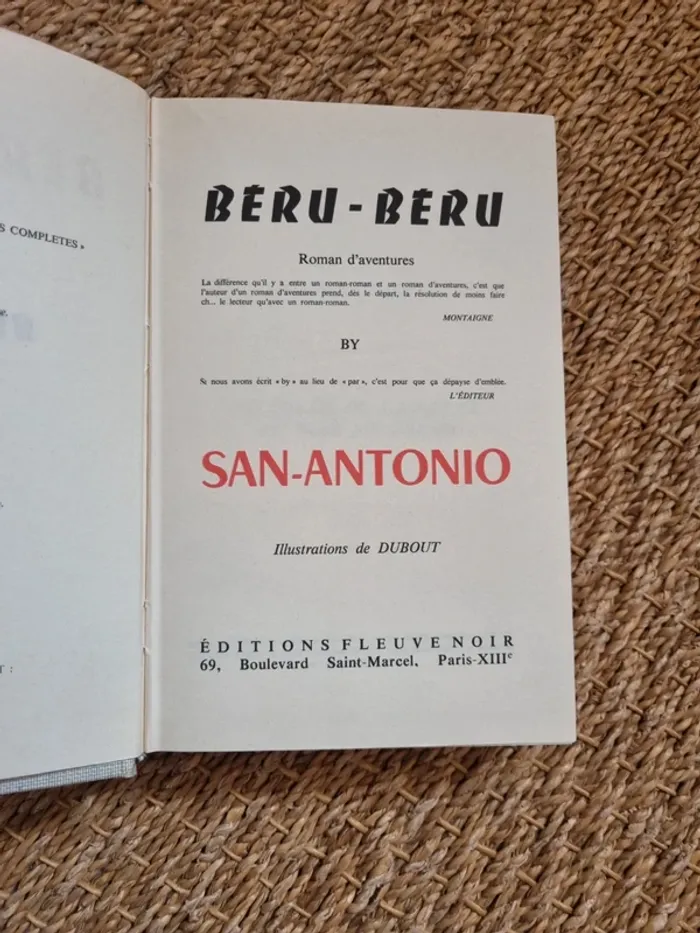 S COMPLETES »
e.
T :
BÉRU-BÉRU
Roman d'aventures
La différence qu'il y a entre un roman-roman et un roman d'aventures, c'est que
l'auteur d'un roman d'aventures prend, dès le départ, la résolution de moins faire
ch... le lecteur qu'avec un roman-roman.
MONTAIGNE
BY
Si nous avons écrit « by » au lieu de « par », c'est pour que ça dépayse d'emblée.
L'ÉDITEUR
SAN-ANTONIO
Illustrations de DUBOUT
ÉDITIONS FLEUVE NOIR
69, Boulevard Saint-Marcel, Paris-XIIIe